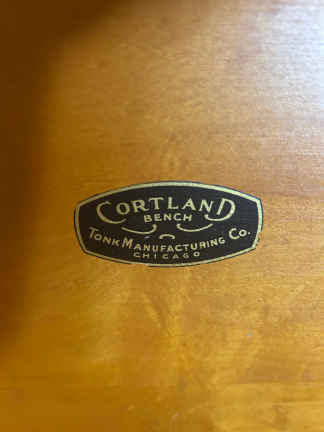 CORTLAND
BENCH
TONK MANUFACTURING CO.
CHICAGO